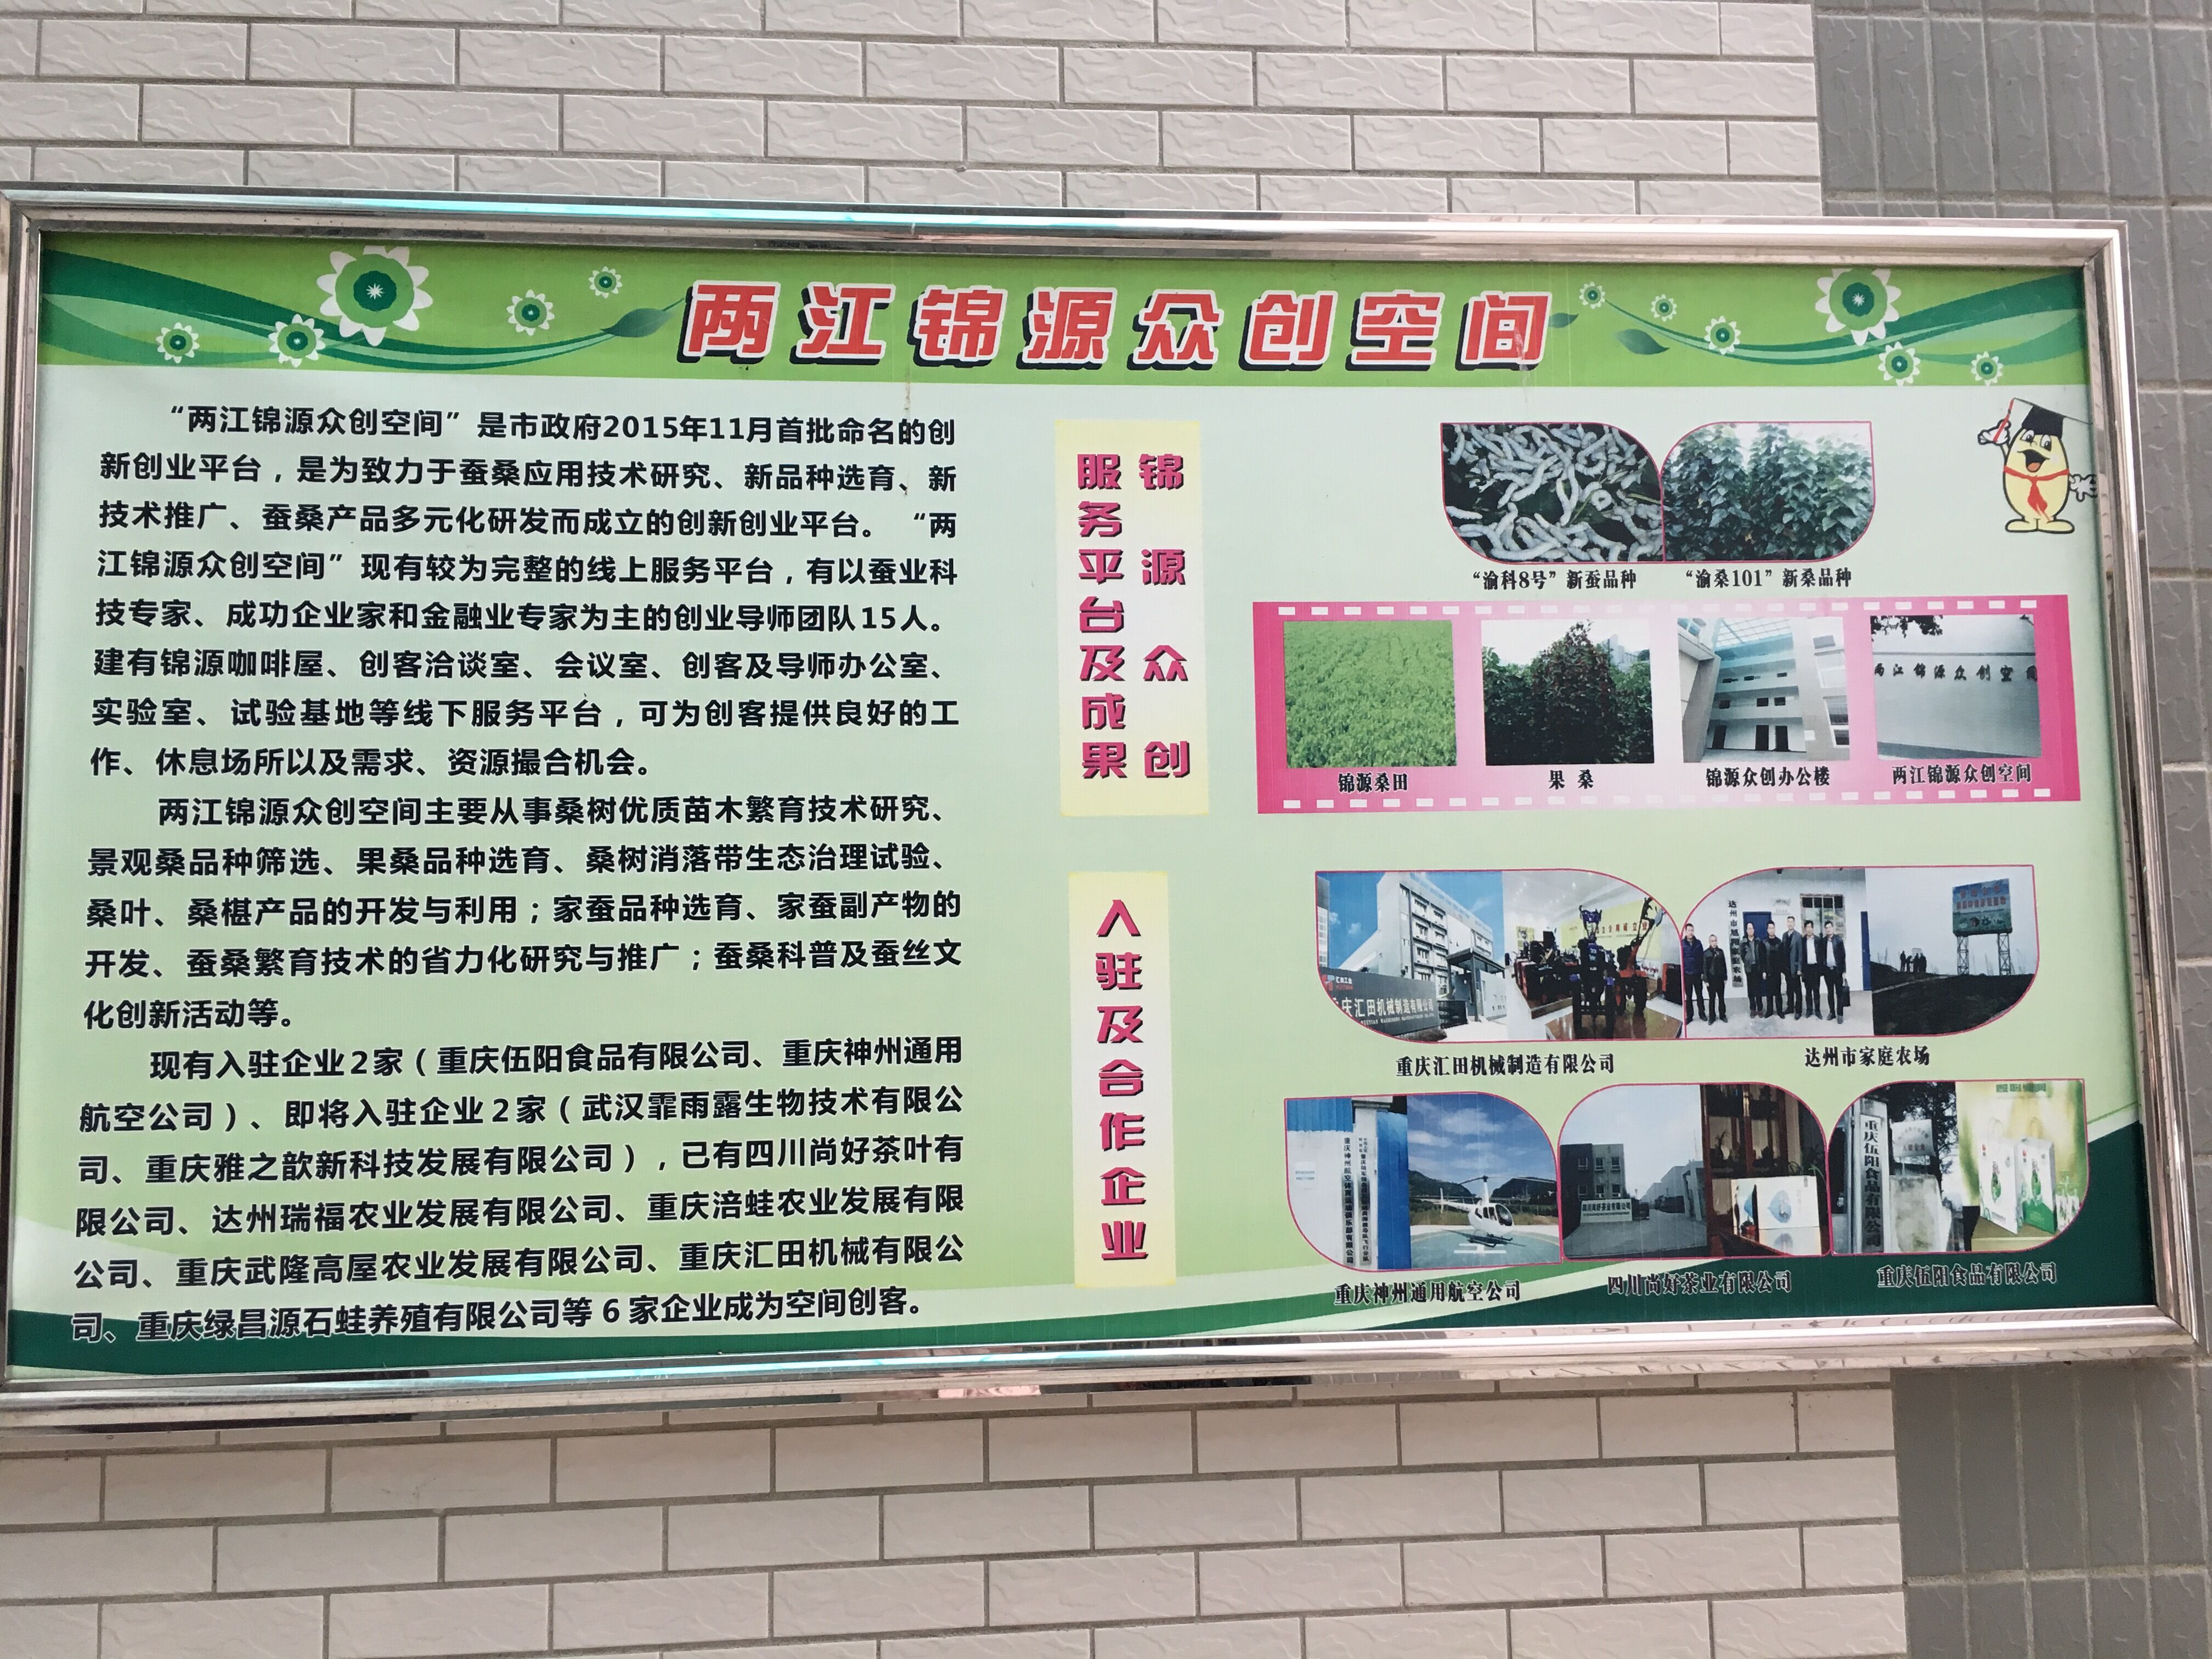 两江锦源众创空间
“两江锦源众创空间”是市政府2015年11月首批命名的创
新创业平台，是为致力于蚕桑应用技术研究、新品种选育、新
技术推广、蚕桑产品多元化研发而成立的创新创业平台。“两
江锦源众创空间”现有较为完整的线上服务平台，有以蚕业科
技专家、成功企业家和金融业专家为主的创业导师团队15人。
建有锦源咖啡屋、创客洽谈室、会议室、创客及导师办公室、
实验室、试验基地等线下服务平台，可为创客提供良好的工
作、休息场所以及需求、资源撮合机会。
两江锦源众创空间主要从事桑树优质苗木繁育技术研究、
景观桑品种筛选、果桑品种选育、桑树消落带生态治理试验、
桑叶、桑椹产品的开发与利用；家蚕品种选育、家蚕副产物的
开发、蚕桑繁育技术的省力化研究与推广；蚕桑科普及蚕丝文
化创新活动等。
现有入驻企业2家（重庆伍阳食品有限公司、重庆神州通用
航空公司）、即将入驻企业2家（武汉霏雨露生物技术有限公
司、重庆雅之歆新科技发展有限公司），已有四川尚好茶叶有
限公司、达州瑞福农业发展有限公司、重庆涪蛙农业发展有限
公司、重庆武隆高屋农业发展有限公司、重庆汇田机械有限公
司、重庆绿昌源石蛙养殖有限公司等6家企业成为空间创客。
锦源众创
服务平台及成果
“渝科8号”新蚕品种
“渝桑101”新桑品种
两江锦源众创空间
锦源桑田
果桑
锦源众创办公楼
两江锦源众创空间
入驻及合作企业
庆汇田机械制造有限公司
重庆汇田机械制造有限公司
达州市家庭农场
重庆伍阳食品有限公司
重庆神州通用航空公司
四川尚好茶业有限公司
重庆伍阳食品有限公司